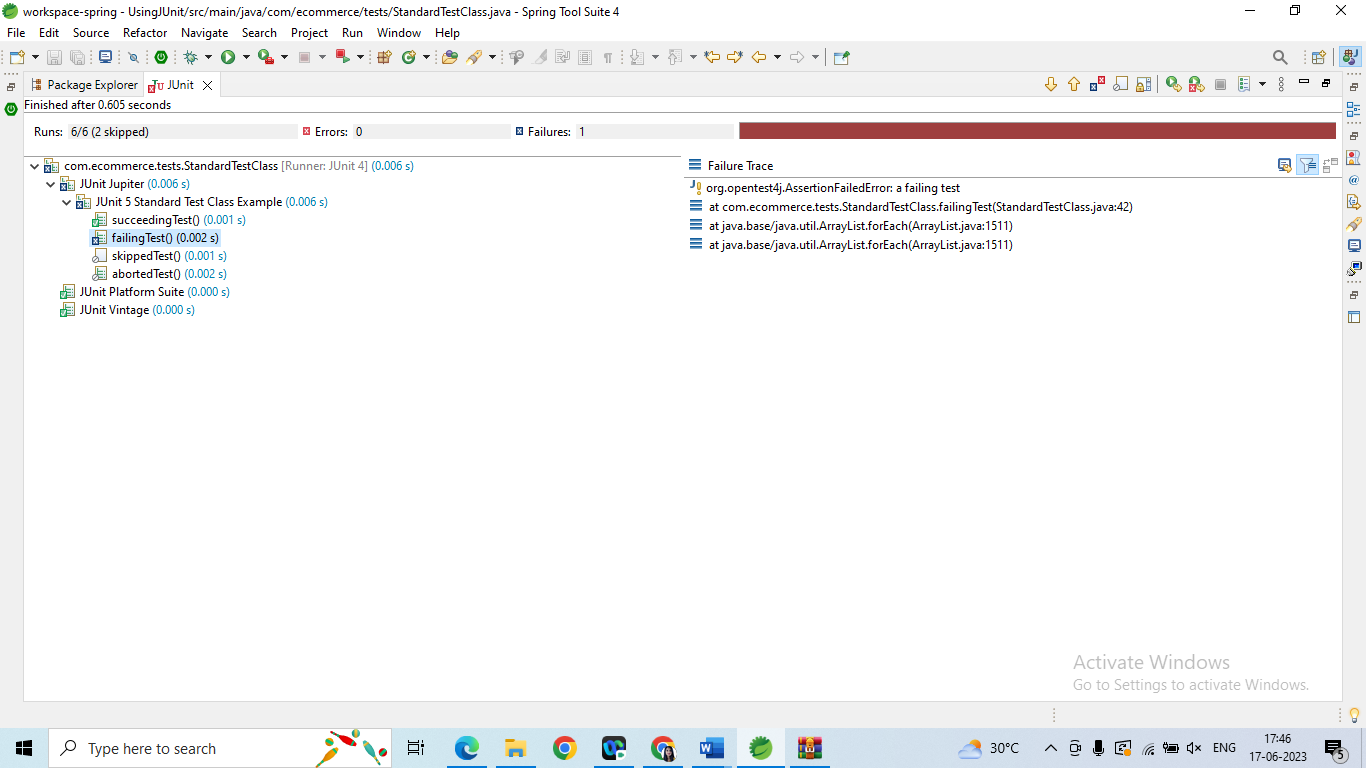 workspace-spring - UsingJUnit/src/main/java/com/ecommerce/tests/StandardTestClass.java - Spring Tool Suite 4
File Edit Source Refactor Navigate Search Project Run Window Help
Package Explorer JUnit
Finished after 0.605 seconds
Runs: 6/6 (2 skipped) Errors: 0 Failures: 1
com.ecommerce.tests.StandardTestClass [Runner: JUnit 4] (0.006 s)
JUnit Jupiter (0.006 s)
JUnit 5 Standard Test Class Example (0.006 s)
succeedingTest() (0.001 s)
failingTest() (0.002 s)
skippedTest() (0.001 s)
abortedTest() (0.002 s)
JUnit Platform Suite (0.000 s)
JUnit Vintage (0.000 s)
Failure Trace
org.opentest4j.AssertionFailedError: a failing test
at com.ecommerce.tests.StandardTestClass.failingTest(StandardTestClass.java:42)
at java.base/java.util.ArrayList.forEach(ArrayList.java:1511)
at java.base/java.util.ArrayList.forEach(ArrayList.java:1511)
Activate Windows
Go to Settings to activate Windows.
Type here to search
30°C
ENG
17:46
17-06-2023
5